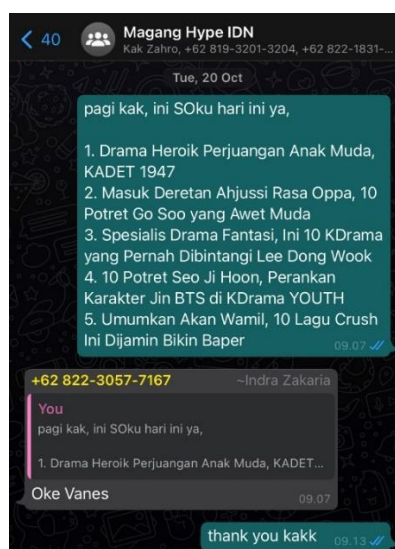 40
Magang Hype IDN
Kak Zahro, +62 819-3201-3204, +62 822-1831-...
Tue, 20 Oct
pagi kak, ini SOku hari ini ya,
1. Drama Heroik Perjuangan Anak Muda,
KADET 1947
2. Masuk Deretan Ahjussi Rasa Oppa, 10
Potret Go Soo yang Awet Muda
3. Spesialis Drama Fantasi, Ini 10 KDrama
yang Pernah Dibintangi Lee Dong Wook
4. 10 Potret Seo Ji Hoon, Perankan
Karakter Jin BTS di KDrama YOUTH
5. Umumkan Akan Wamil, 10 Lagu Crush
Ini Dijamin Bikin Baper
09.07
+62 822-3057-7167 ~Indra Zakaria
You
pagi kak, ini SOku hari ini ya,
1. Drama Heroik Perjuangan Anak Muda, KADET...
Oke Vanes
09.07
thank you kakk 09.13